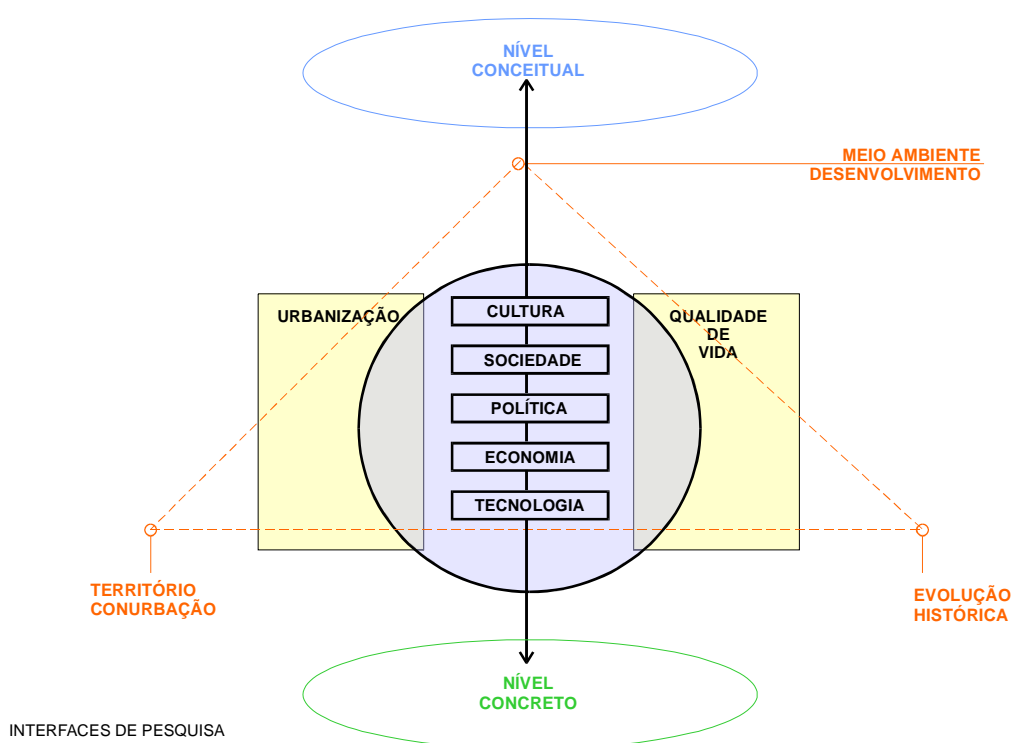 NÍVEL
CONCEITUAL
MEIO AMBIENTE
DESENVOLVIMENTO
URBANIZAÇÃO
CULTURA
QUALIDADE
DE
VIDA
SOCIEDADE
POLÍTICA
ECONOMIA
TECNOLOGIA
TERRITÓRIO
CONURBAÇÃO
EVOLUÇÃO
HISTÓRICA
NÍVEL
CONCRETO
INTERFACES DE PESQUISA